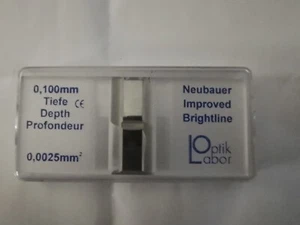 0,100mm
Tiefe CE
Depth
Profondeur
0,0025mm²
Neubauer
Improved
Brightline
Optik
Labor